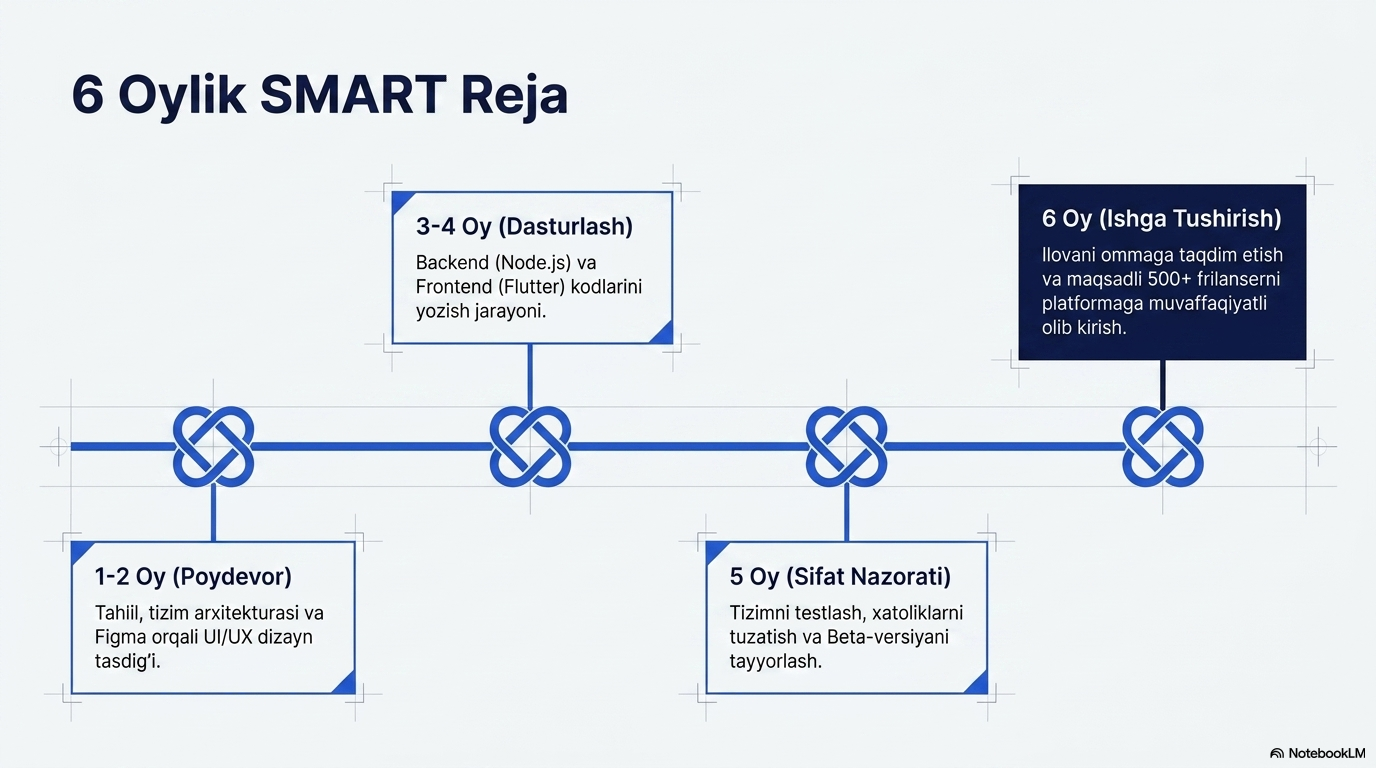 6 Oylik SMART Reja
1-2 Oy (Poydevor)
Tahiil, tizim arxitekturasi va
Figma orqali UI/UX dizayn
tasdig‘i.
3-4 Oy (Dasturlash)
Backend (Node.js) va
Frontend (Flutter) kodlarini
yozish jarayoni.
5 Oy (Sifat Nazorati)
Tizimni testlash, xatoliklarni
tuzatish va Beta-versiyani
tayyorlash.
6 Oy (Ishga Tushirish)
Ilovani ommaga taqdim etish
va maqsadli 500+ frilanserni
platformaga muvaffaqiyatli
olib kirish.
NotebookLM